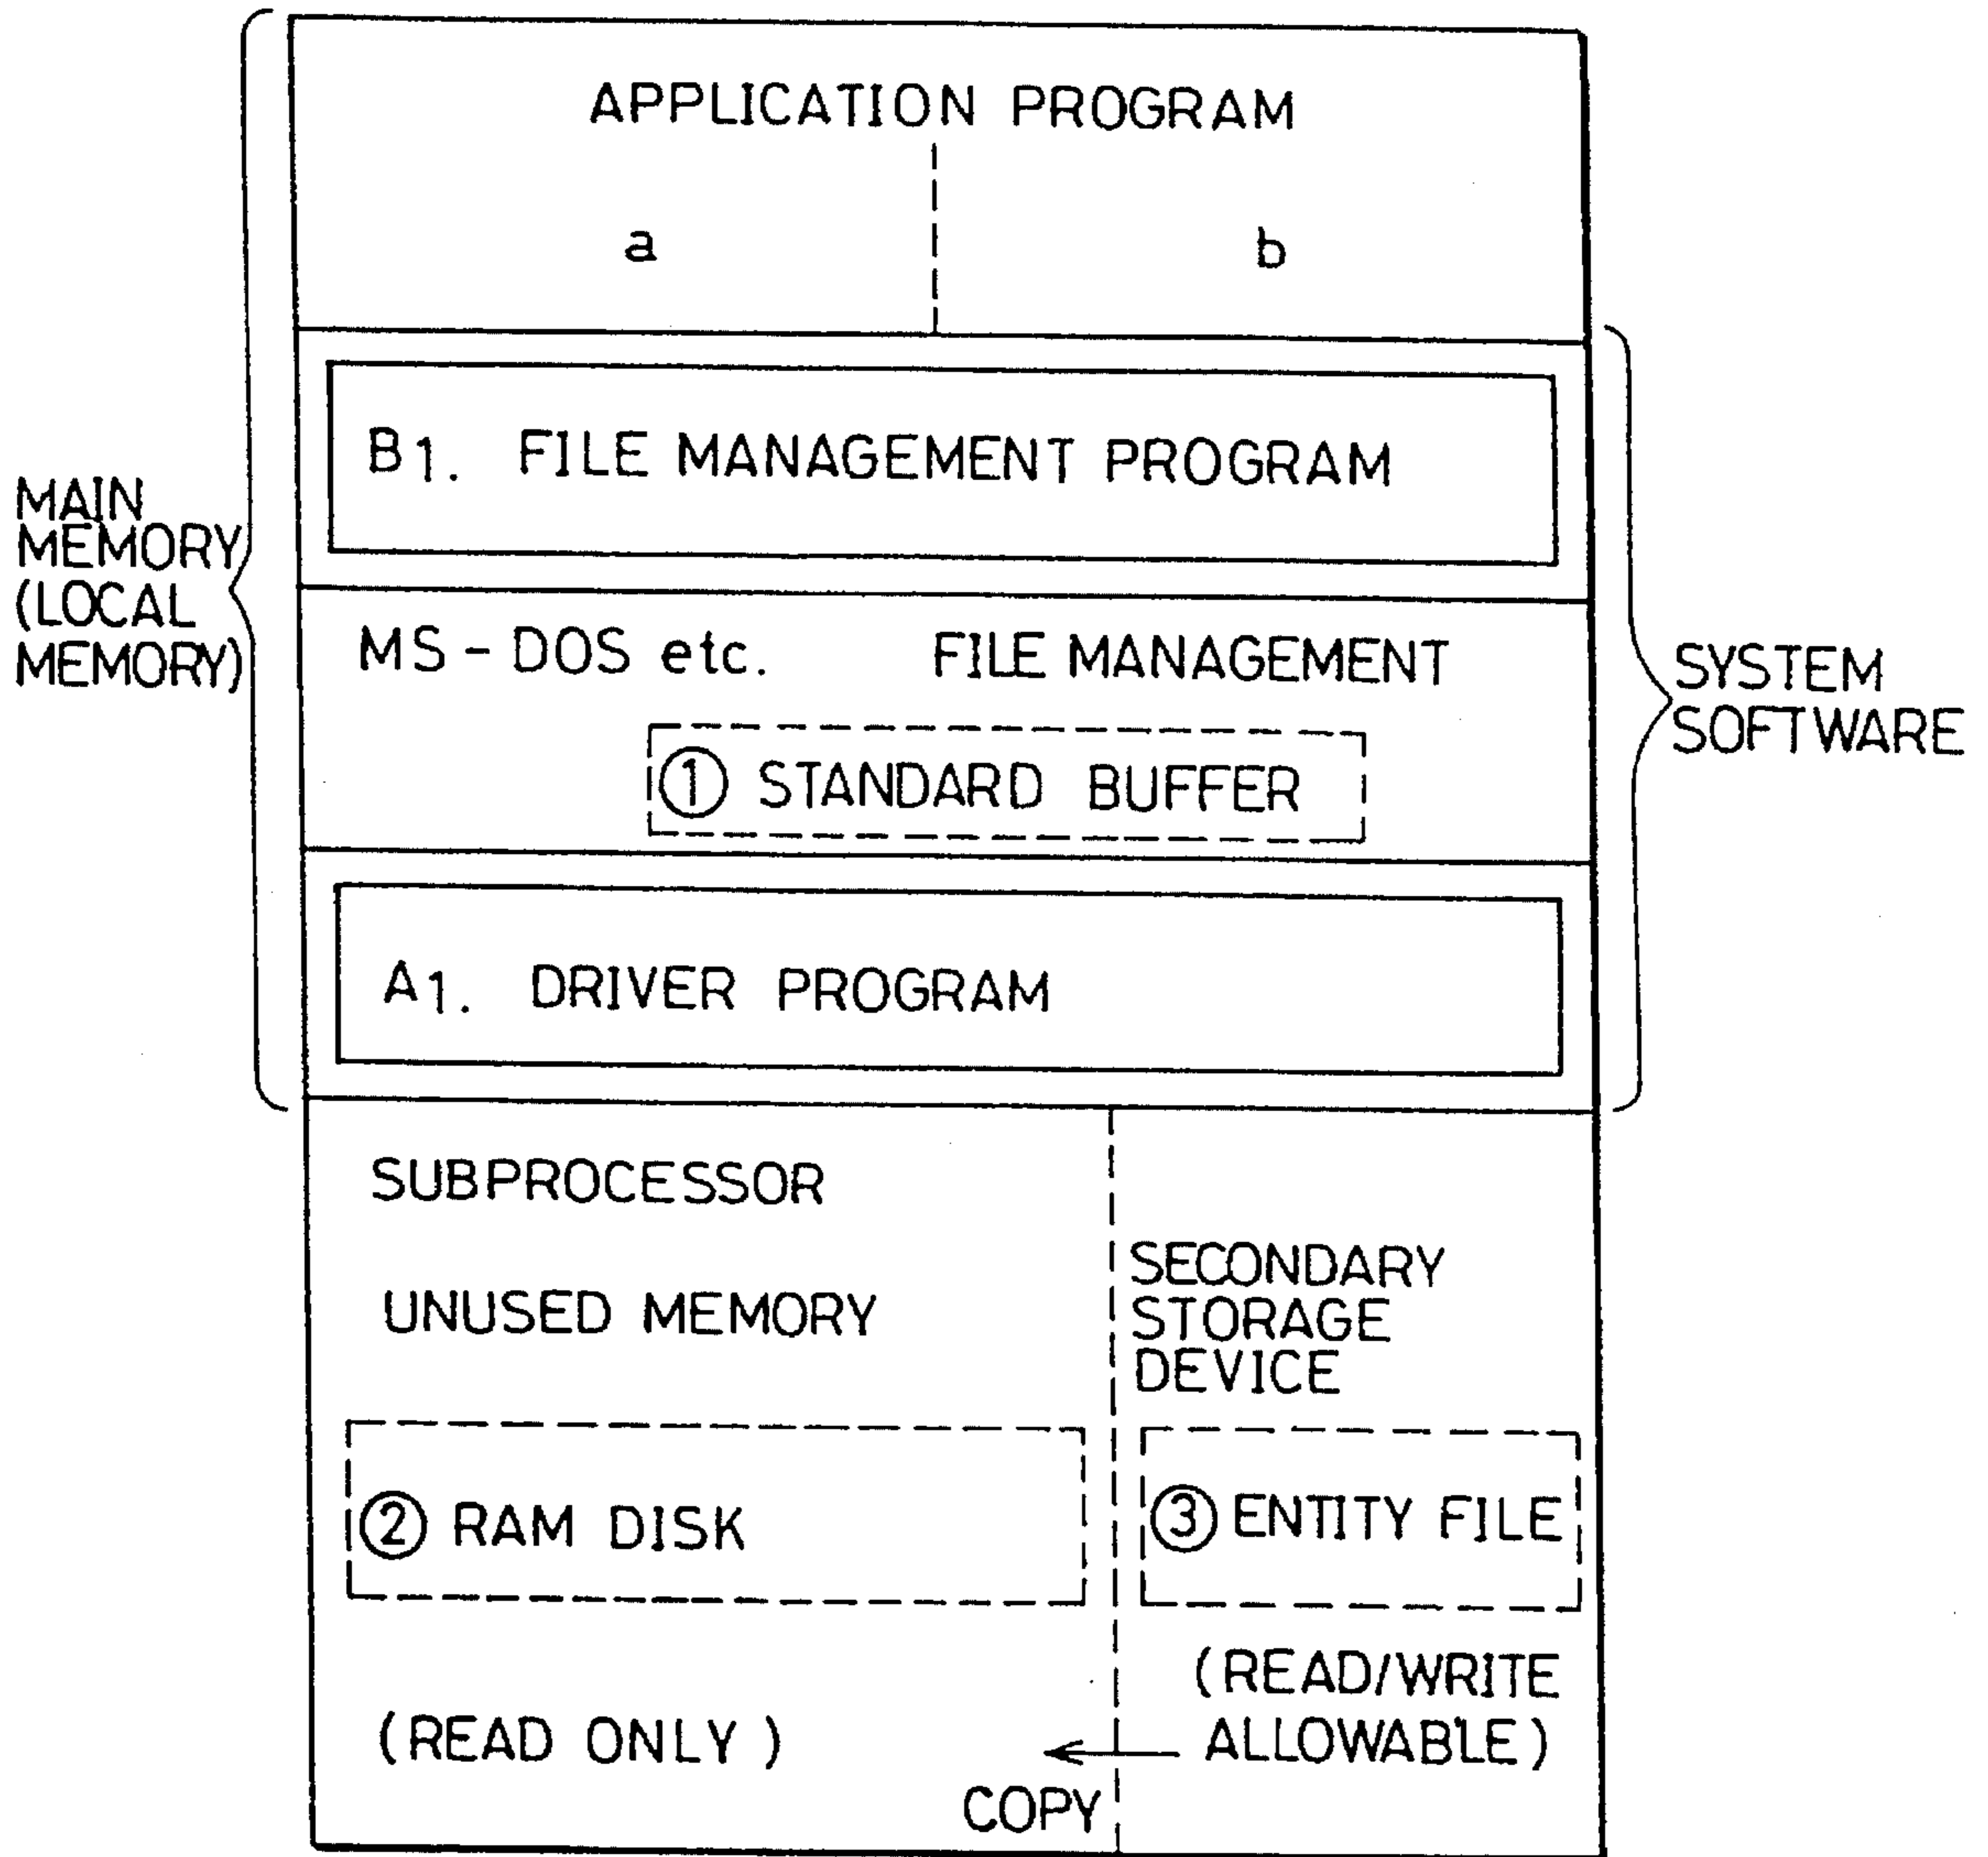 APPLICATION PROGRAM
a
b
B1. FILE MANAGEMENT PROGRAM
MAIN
MEMORY
(LOCAL
MEMORY)
MS-DOS etc. FILE MANAGEMENT
① STANDARD BUFFER
SYSTEM
SOFTWARE
A1. DRIVER PROGRAM
SUBPROCESSOR
UNUSED MEMORY
SECONDARY
STORAGE
DEVICE
② RAM DISK
③ ENTITY FILE
(READ ONLY)
(READ/WRITE
ALLOWABLE)
COPY